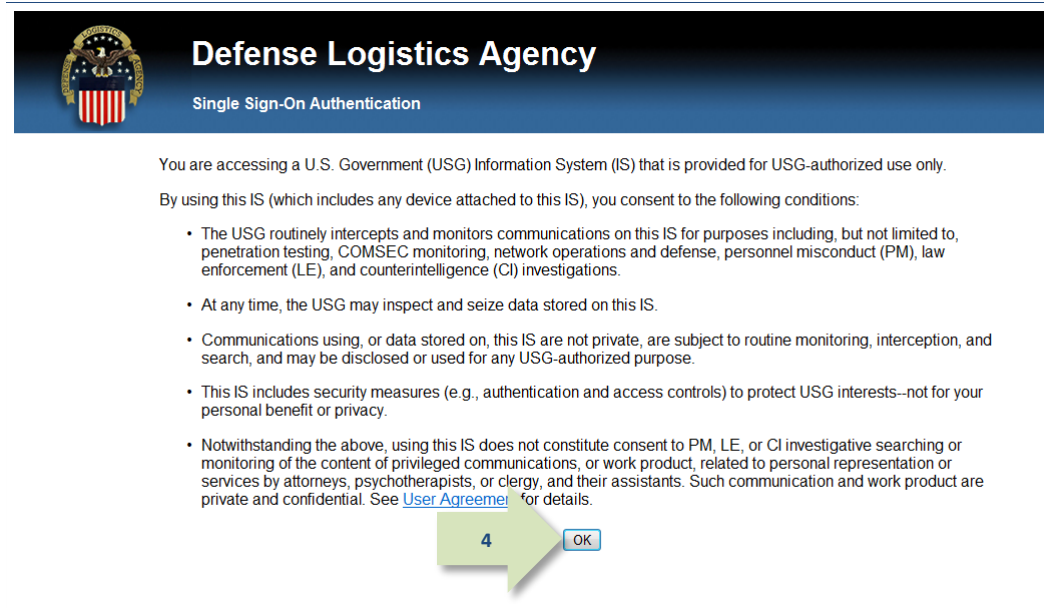 LOGISTICS
DEFENSE
AGENCY
Defense Logistics Agency
Single Sign-On Authentication
You are accessing a U.S. Government (USG) Information System (IS) that is provided for USG-authorized use only.
By using this IS (which includes any device attached to this IS), you consent to the following conditions:
• The USG routinely intercepts and monitors communications on this IS for purposes including, but not limited to,
penetration testing, COMSEC monitoring, network operations and defense, personnel misconduct (PM), law
enforcement (LE), and counterintelligence (CI) investigations.
• At any time, the USG may inspect and seize data stored on this IS.
• Communications using, or data stored on, this IS are not private, are subject to routine monitoring, interception, and
search, and may be disclosed or used for any USG-authorized purpose.
• This IS includes security measures (e.g., authentication and access controls) to protect USG interests--not for your
personal benefit or privacy.
• Notwithstanding the above, using this IS does not constitute consent to PM, LE, or CI investigative searching or
monitoring of the content of privileged communications, or work product, related to personal representation or
services by attorneys, psychotherapists, or clergy, and their assistants. Such communication and work product are
private and confidential. See User Agreemen for details.
4
OK